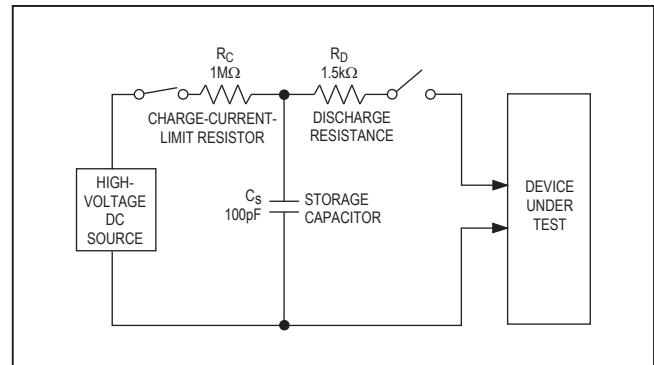 RC
1MΩ
CHARGE-CURRENT-
LIMIT RESISTOR
RD
1.5kΩ
DISCHARGE
RESISTANCE
HIGH-
VOLTAGE
DC
SOURCE
Cs
100pF
STORAGE
CAPACITOR
DEVICE
UNDER
TEST